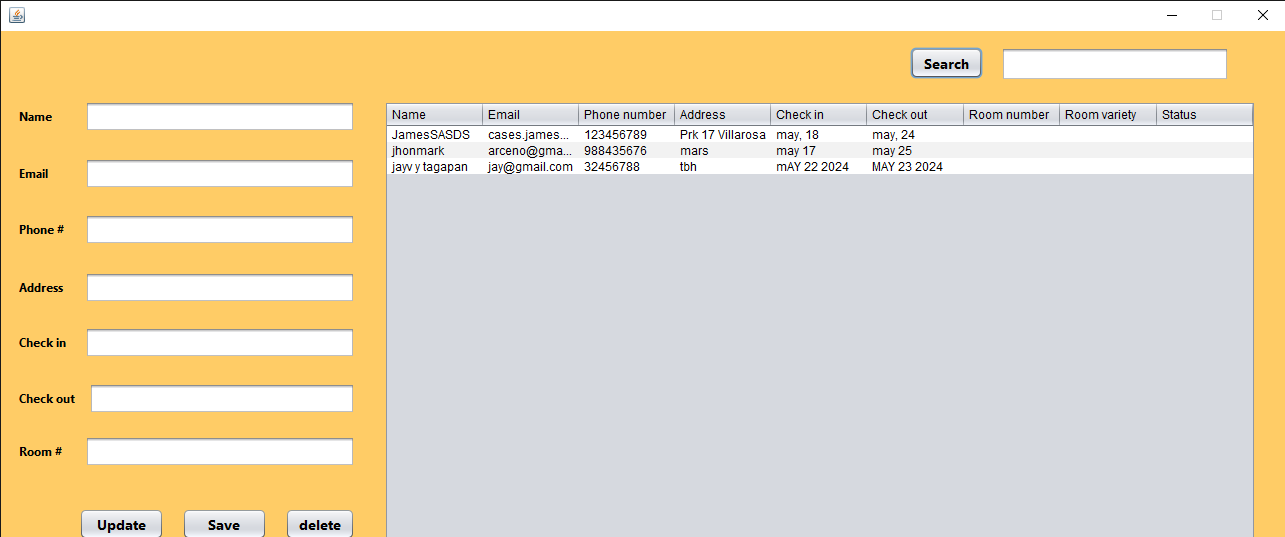 Search
Name
Email
Phone #
Address
Check in
Check out
Room #
Update Save delete
Name Email Phone number Address Check in Check out Room number Room variety Status
JamesSASDS cases.james... 123456789 Prk 17 Villarosa may, 18 may, 24
jhonmark arceno@gma... 988435676 mars may 17 may 25
jayv y tagapan jay@gmail.com 32456788 tbh mAY 22 2024 MAY 23 2024